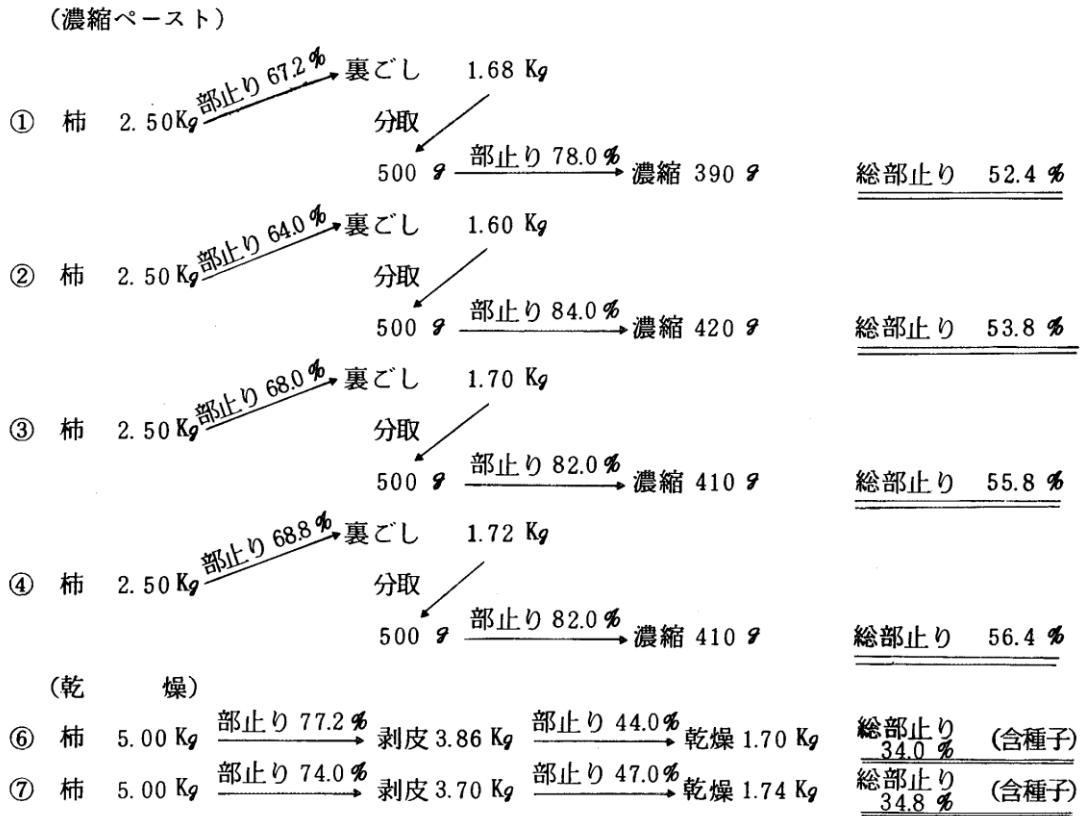 (濃縮ペースト)
部止り 67.2% 裏ごし 1.68 Kg
① 柿 2.50Kg 分取
500 g 部止り 78.0% 濃縮 390 g 総部止り 52.4 %
部止り 64.0% 裏ごし 1.60 Kg
② 柿 2.50Kg 分取
500 g 部止り 84.0% 濃縮 420 g 総部止り 53.8 %
部止り 68.0% 裏ごし 1.70 Kg
③ 柿 2.50Kg 分取
500 g 部止り 82.0% 濃縮 410 g 総部止り 55.8 %
部止り 68.8% 裏ごし 1.72 Kg
④ 柿 2.50Kg 分取
500 g 部止り 82.0% 濃縮 410 g 総部止り 56.4 %
(乾 燥)
⑥ 柿 5.00 Kg 部止り 77.2% 剥皮 3.86 Kg 部止り 44.0% 乾燥 1.70 Kg 総部止り 34.0 % (含種子)
⑦ 柿 5.00 Kg 部止り 74.0% 剥皮 3.70 Kg 部止り 47.0% 乾燥 1.74 Kg 総部止り 34.8 % (含種子)